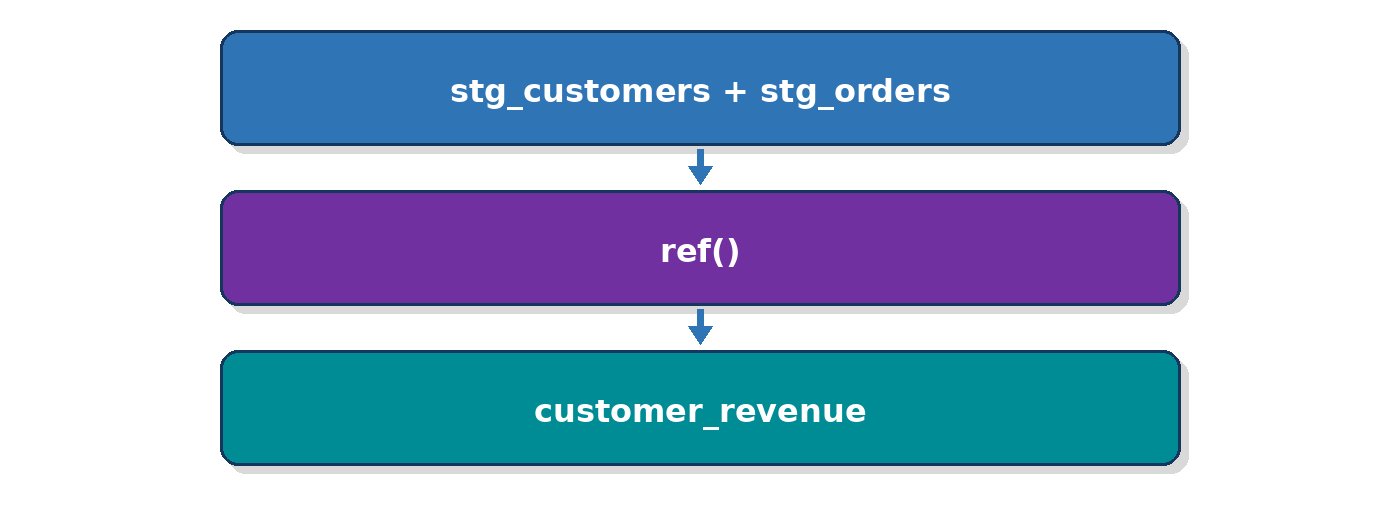 stg_customers + stg_orders
ref()
customer_revenue